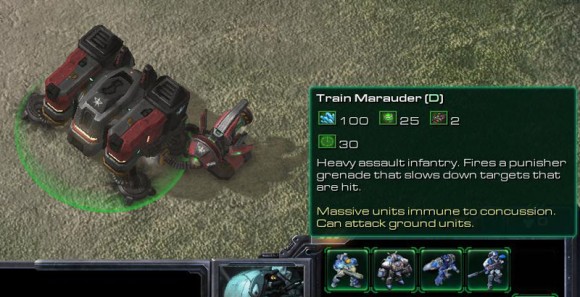 Train Marauder (D)
100 25 2
30
Heavy assault infantry. Fires a punisher
grenade that slows down targets that
are hit.
Massive units immune to concussion.
Can attack ground units.